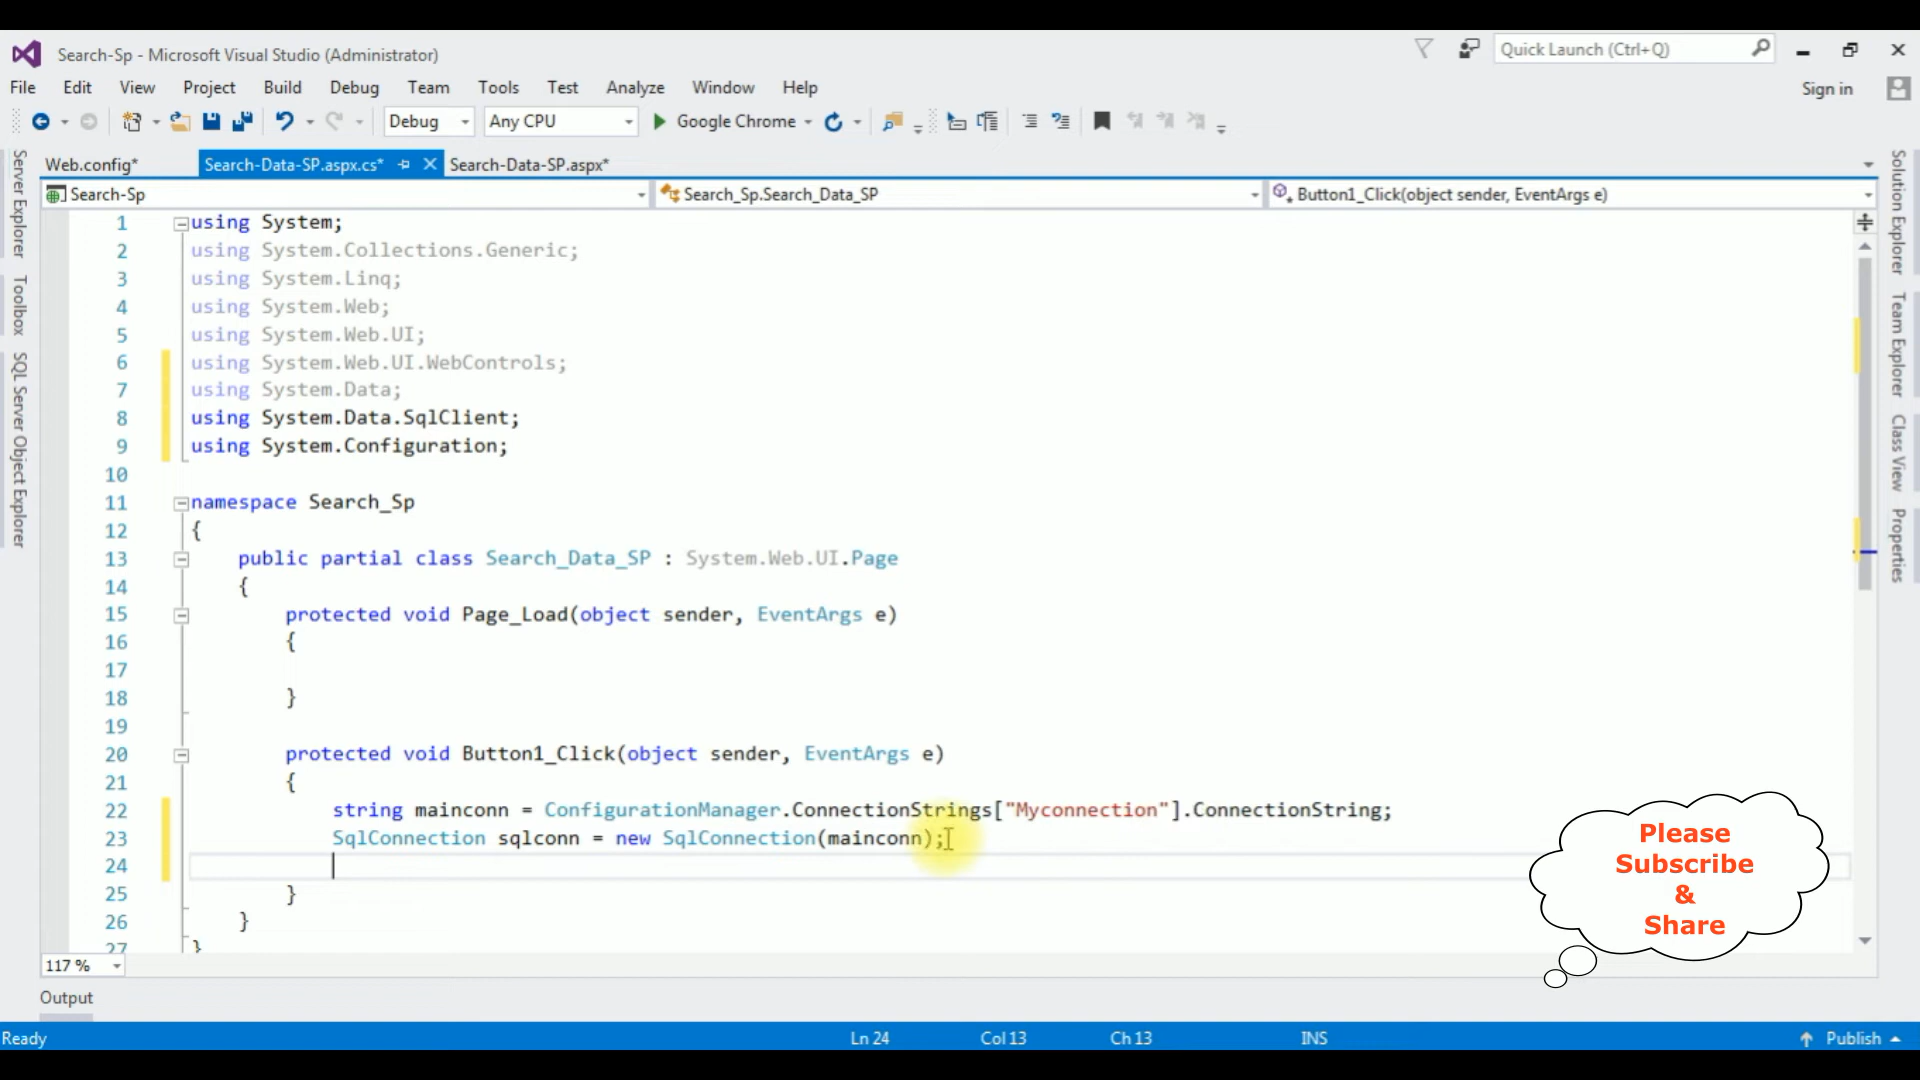 Search-Sp - Microsoft Visual Studio (Administrator)
Quick Launch (Ctrl+Q)
File Edit View Project Build Debug Team Tools Test Analyze Window Help
Sign in
Debug Any CPU Google Chrome
Web.config* Search-Data-SP.aspx.cs* Search-Data-SP.aspx*
Search-Sp Search_Sp.Search_Data_SP Button1_Click(object sender, EventArgs e)
1 using System;
2 using System.Collections.Generic;
3 using System.Linq;
4 using System.Web;
5 using System.Web.UI;
6 using System.Web.UI.WebControls;
7 using System.Data;
8 using System.Data.SqlClient;
9 using System.Configuration;
10
11 namespace Search_Sp
12 {
13 public partial class Search_Data_SP : System.Web.UI.Page
14 {
15 protected void Page_Load(object sender, EventArgs e)
16 {
17
18 }
19
20 protected void Button1_Click(object sender, EventArgs e)
21 {
22 string mainconn = ConfigurationManager.ConnectionStrings["Myconnection"].ConnectionString;
23 SqlConnection sqlconn = new SqlConnection(mainconn);
24
25 }
26 }
27 }
117 %
Output
Ready Ln 24 Col 13 Ch 13 INS Publish
Server Explorer
Toolbox
SQL Server Object Explorer
Solution Explorer
Team Explorer
Class View
Properties
Please
Subscribe
&
Share